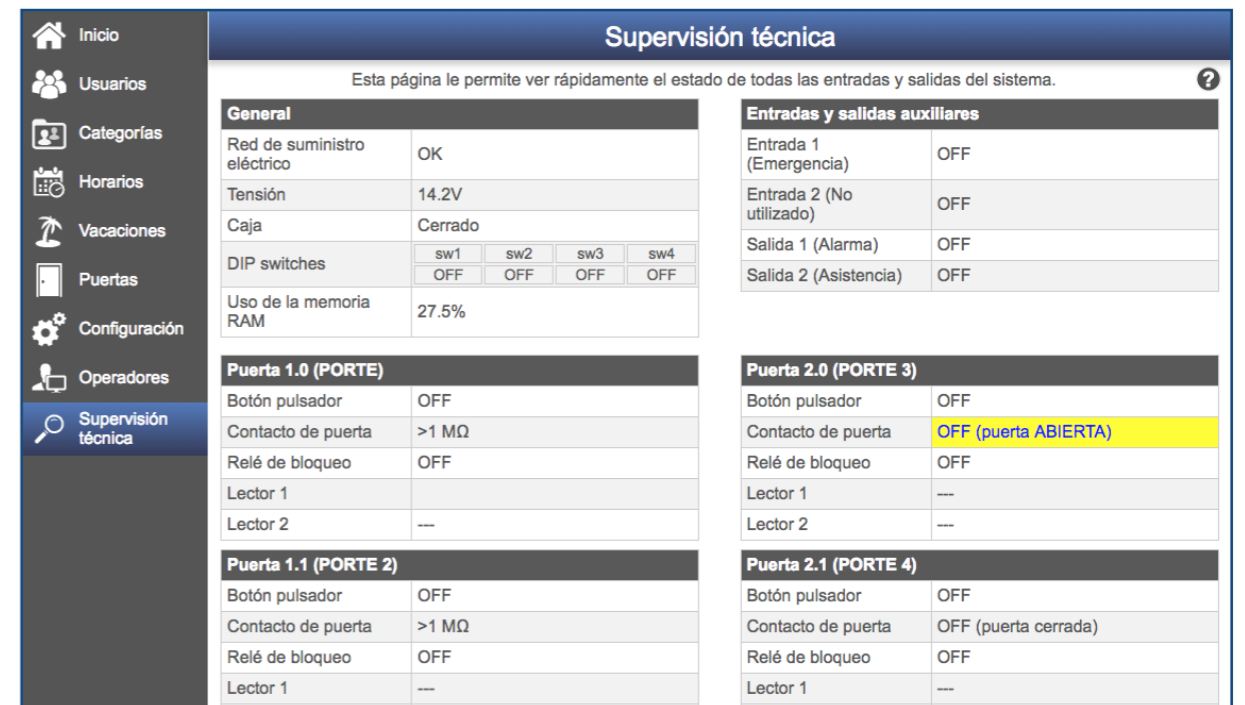 Inicio
Usuarios
Categorías
Horarios
Vacaciones
Puertas
Configuración
Operadores
Supervisión
técnica
Supervisión técnica
Esta página le permite ver rápidamente el estado de todas las entradas y salidas del sistema.
?
General
Red de suministro
eléctrico
OK
Tensión
14.2V
Caja
Cerrado
DIP switches
sw1 sw2 sw3 sw4
OFF OFF OFF OFF
Uso de la memoria
RAM
27.5%
Entradas y salidas auxiliares
Entrada 1
(Emergencia)
OFF
Entrada 2 (No
utilizado)
OFF
Salida 1 (Alarma)
OFF
Salida 2 (Asistencia)
OFF
Puerta 1.0 (PORTE)
Botón pulsador
OFF
Contacto de puerta
>1 MΩ
Relé de bloqueo
OFF
Lector 1
Lector 2
---
Puerta 2.0 (PORTE 3)
Botón pulsador
OFF
Contacto de puerta
OFF (puerta ABIERTA)
Relé de bloqueo
OFF
Lector 1
---
Lector 2
---
Puerta 1.1 (PORTE 2)
Botón pulsador
OFF
Contacto de puerta
>1 MΩ
Relé de bloqueo
OFF
Lector 1
---
Puerta 2.1 (PORTE 4)
Botón pulsador
OFF
Contacto de puerta
OFF (puerta cerrada)
Relé de bloqueo
OFF
Lector 1
---